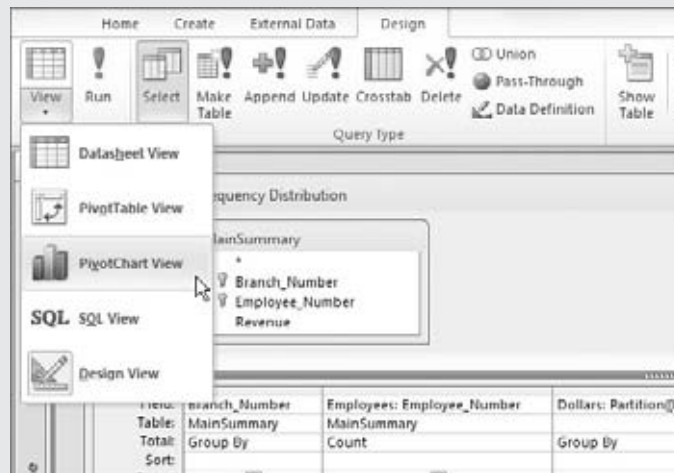 Home Create External Data Design
View Run Select Make Table Append Update Crosstab Delete Union Pass-Through Data Definition Show Table
Query Type
Datasheet View
PivotTable View
PivotChart View
SQL SQL View
Design View
equency Distribution
ainSummary
*
Branch_Number
Employee_Number
Revenue
Field: Branch_Number Employees: Employee_Number Dollars: Partition(
Table: MainSummary MainSummary
Total: Group By Count Group By
Sort: